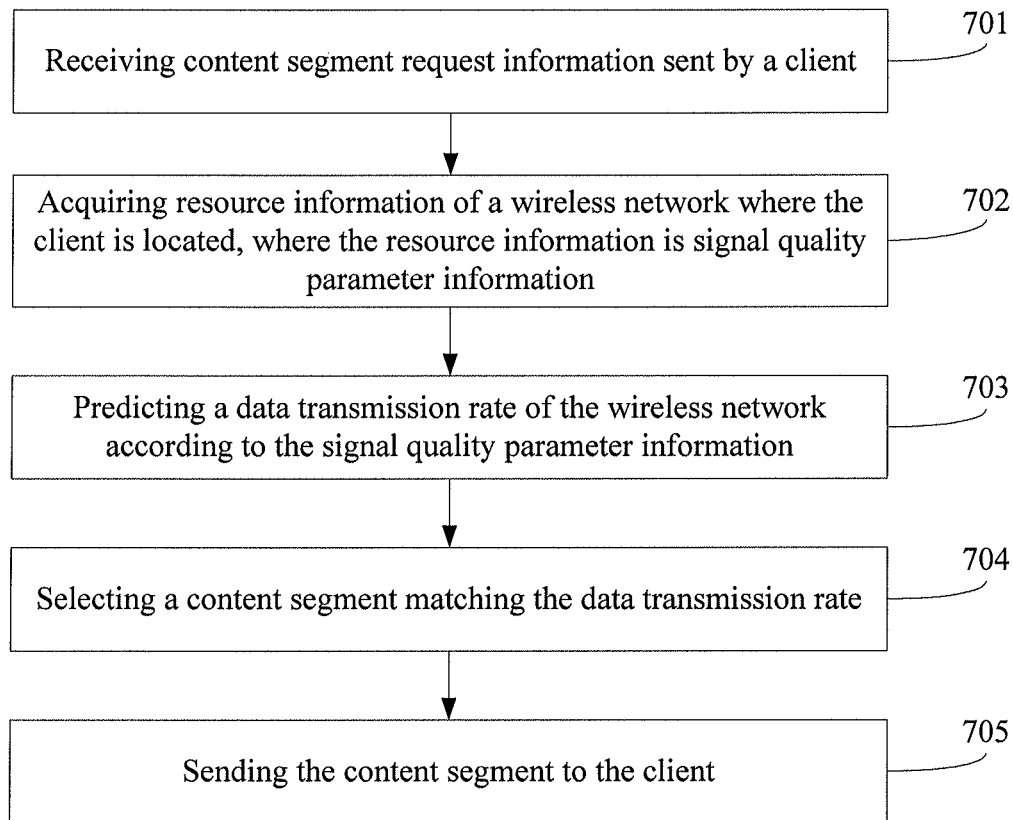 701
Receiving content segment request information sent by a client
702
Acquiring resource information of a wireless network where the
client is located, where the resource information is signal quality
parameter information
703
Predicting a data transmission rate of the wireless network
according to the signal quality parameter information
704
Selecting a content segment matching the data transmission rate
705
Sending the content segment to the client